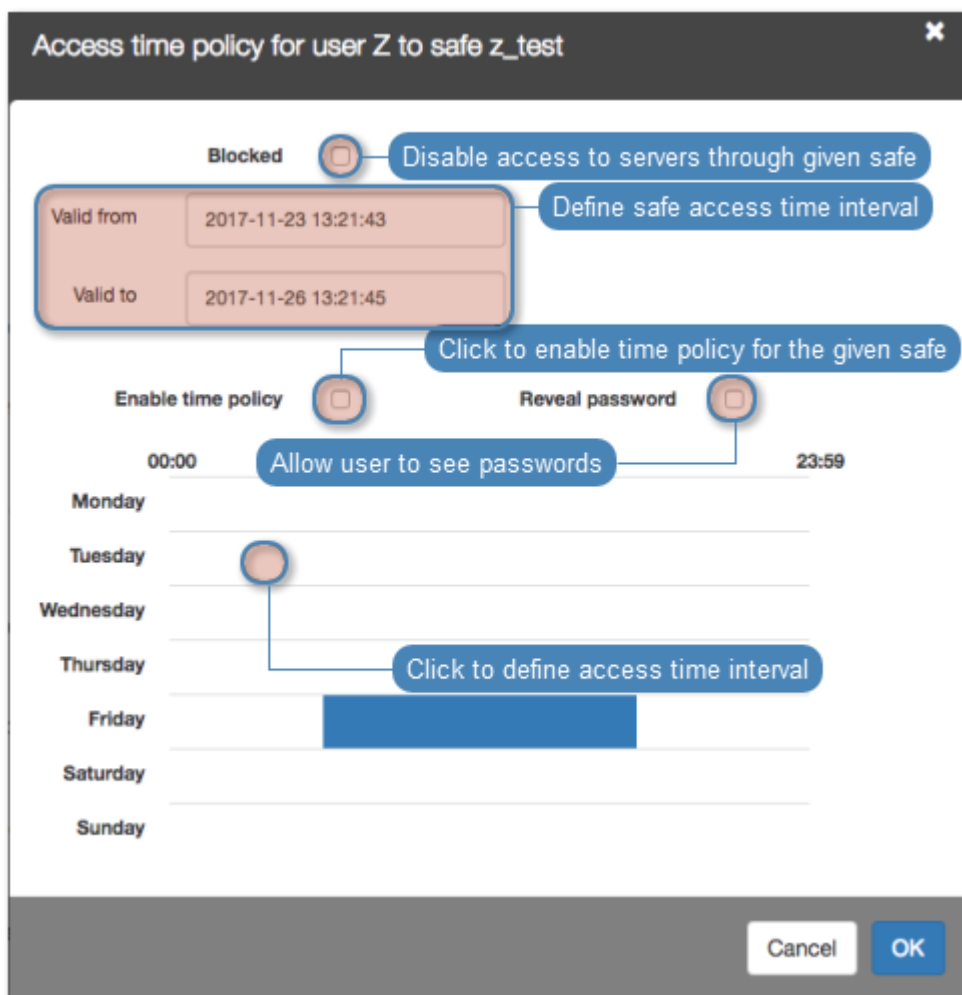 Access time policy for user Z to safe z_test
Blocked
Disable access to servers through given safe
Valid from
2017-11-23 13:21:43
Define safe access time interval
Valid to
2017-11-26 13:21:45
Click to enable time policy for the given safe
Enable time policy
Reveal password
00:00
Allow user to see passwords
23:59
Monday
Tuesday
Wednesday
Thursday
Click to define access time interval
Friday
Saturday
Sunday
Cancel
OK